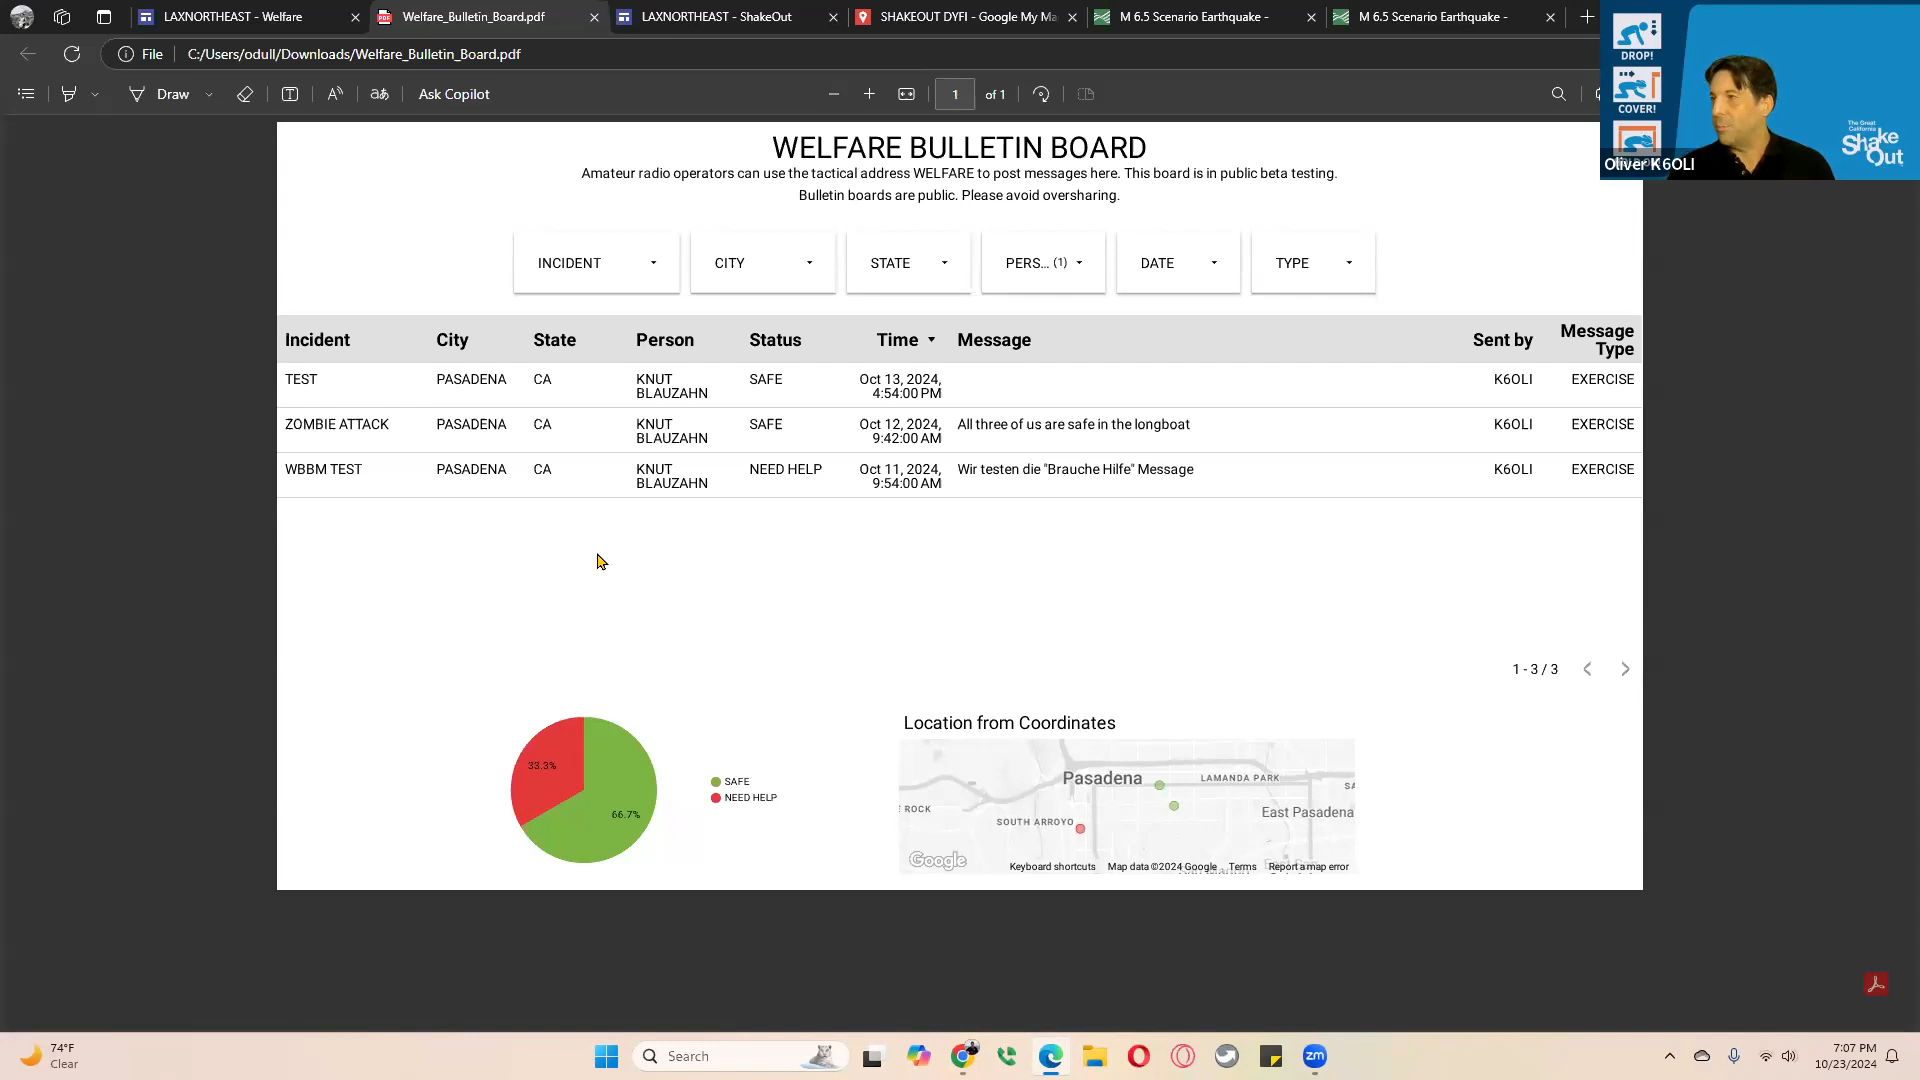 LAXNORTHEAST - Welfare
Welfare_Bulletin_Board.pdf
LAXNORTHEAST - ShakeOut
SHAKEOUT DYFI - Google My Ma
M 6.5 Scenario Earthquake -
M 6.5 Scenario Earthquake -
File
C:/Users/odull/Downloads/Welfare_Bulletin_Board.pdf
Draw
aあ
Ask Copilot
1
of 1
DROP!
COVER!
Oliver K6OLI
The Great
California
Shake
Out
WELFARE BULLETIN BOARD
Amateur radio operators can use the tactical address WELFARE to post messages here. This board is in public beta testing.
Bulletin boards are public. Please avoid oversharing.
INCIDENT
CITY
STATE
PERS... (1)
DATE
TYPE
Incident City State Person Status Time Message Sent by Message Type
TEST PASADENA CA KNUT BLAUZAHN SAFE Oct 13, 2024, 4:54:00 PM K6OLI EXERCISE
ZOMBIE ATTACK PASADENA CA KNUT BLAUZAHN SAFE Oct 12, 2024, 9:42:00 AM All three of us are safe in the longboat K6OLI EXERCISE
WBBM TEST PASADENA CA KNUT BLAUZAHN NEED HELP Oct 11, 2024, 9:54:00 AM Wir testen die "Brauche Hilfe" Message K6OLI EXERCISE
1 - 3 / 3
33.3%
66.7%
SAFE
NEED HELP
Location from Coordinates
Pasadena
LAMANDA PARK
SA
E ROCK
SOUTH ARROYO
East Pasadena
Google
Keyboard shortcuts
Map data ©2024 Google
Terms
Report a map error
74°F
Clear
Search
zm
7:07 PM
10/23/2024